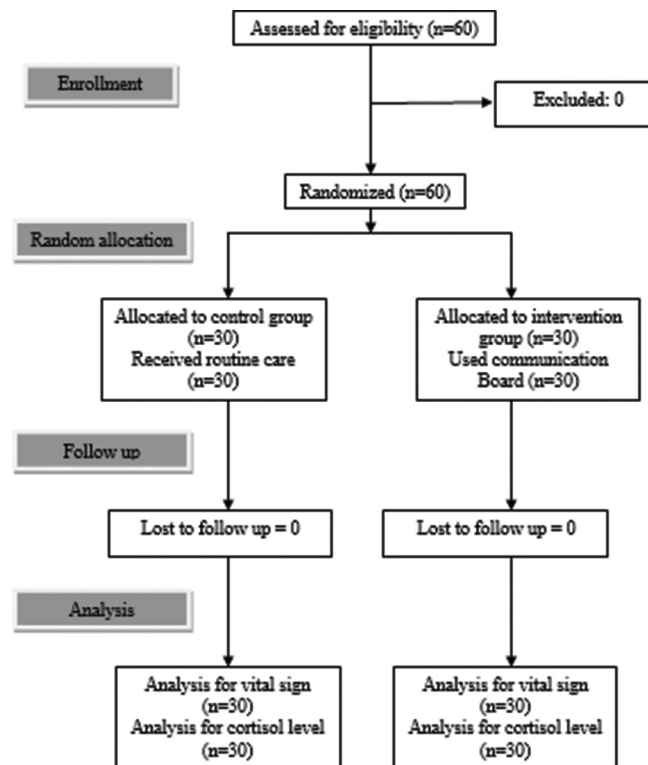 Assessed for eligibility (n=60)
Enrollment
Excluded: 0
Randomized (n=60)
Random allocation
Allocated to control group
(n=30)
Received routine care
(n=30)
Allocated to intervention
group (n=30)
Used communication
Board (n=30)
Follow up
Lost to follow up = 0
Lost to follow up = 0
Analysis
Analysis for vital sign
(n=30)
Analysis for cortisol level
(n=30)
Analysis for vital sign
(n=30)
Analysis for cortisol level
(n=30)